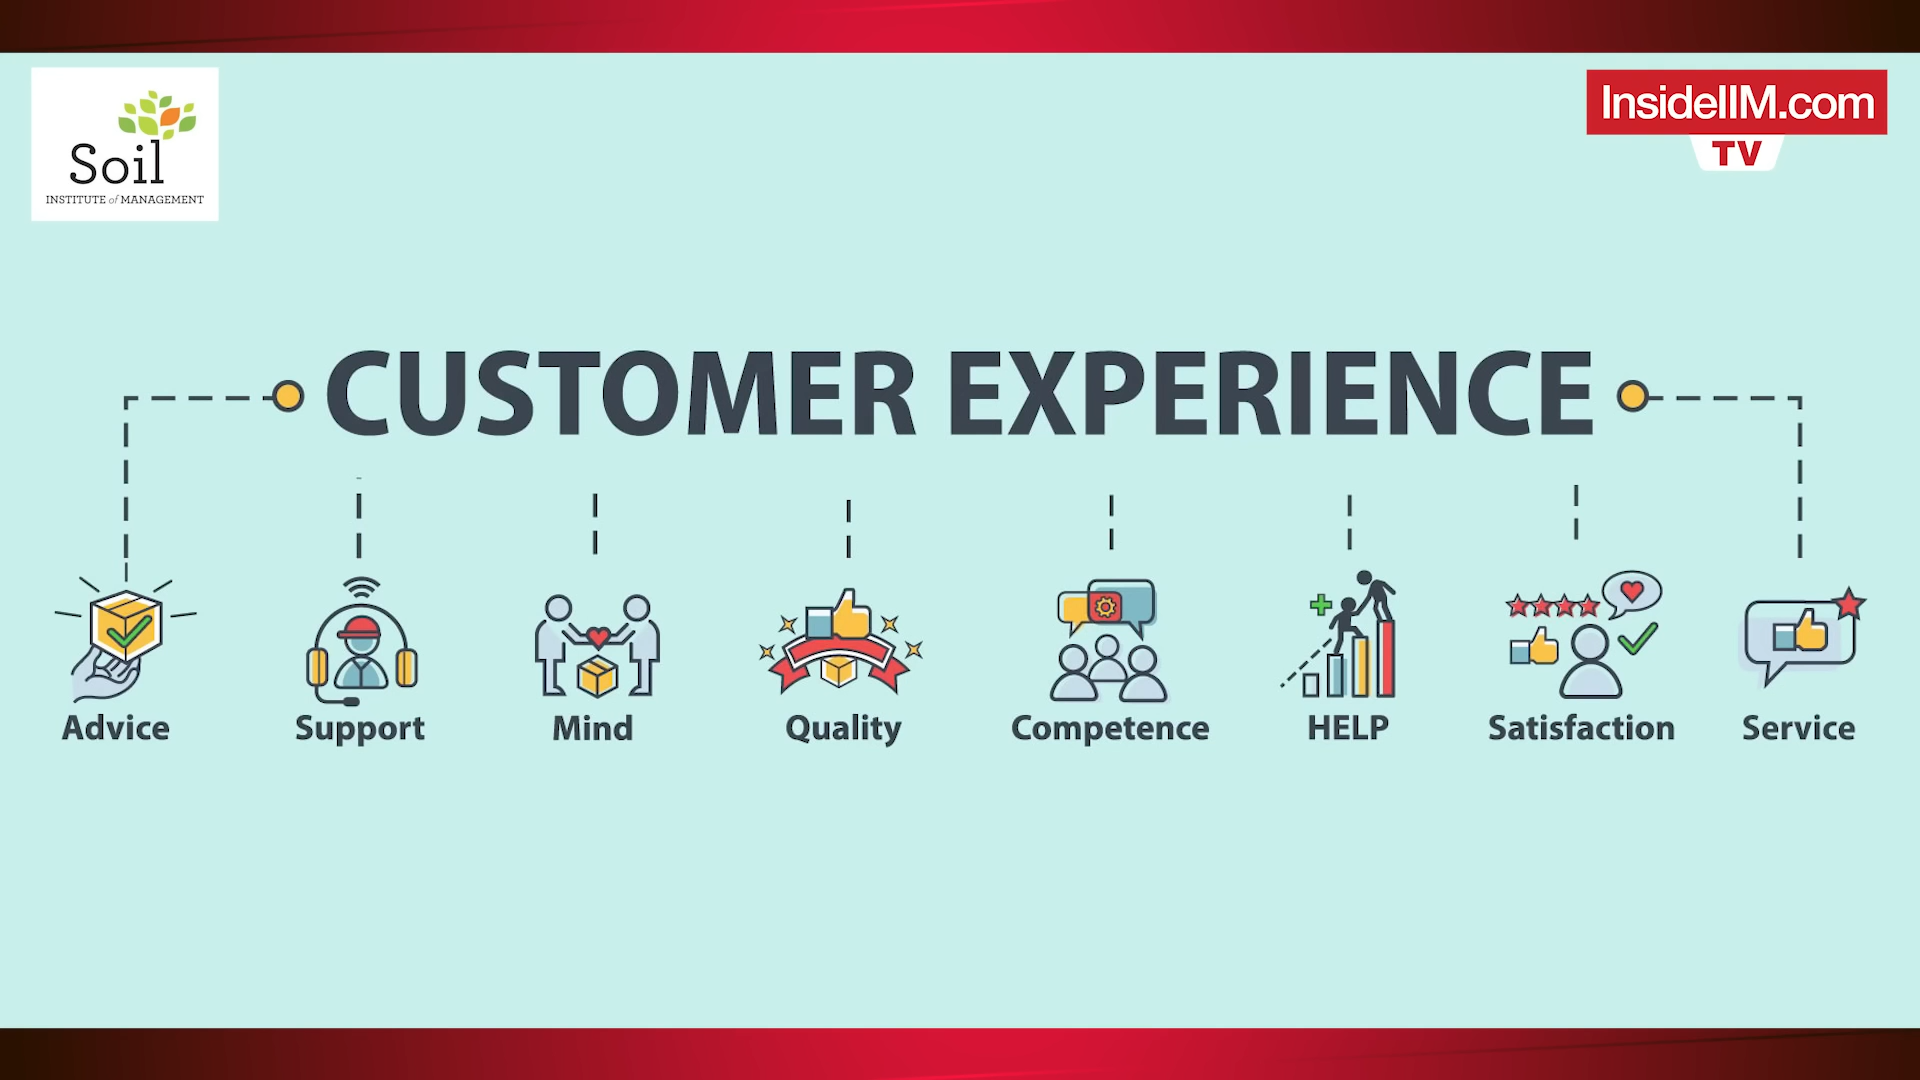 Soil
INSTITUTE of MANAGEMENT
InsideIIM.com
TV
CUSTOMER EXPERIENCE
Advice
Support
Mind
Quality
Competence
HELP
Satisfaction
Service